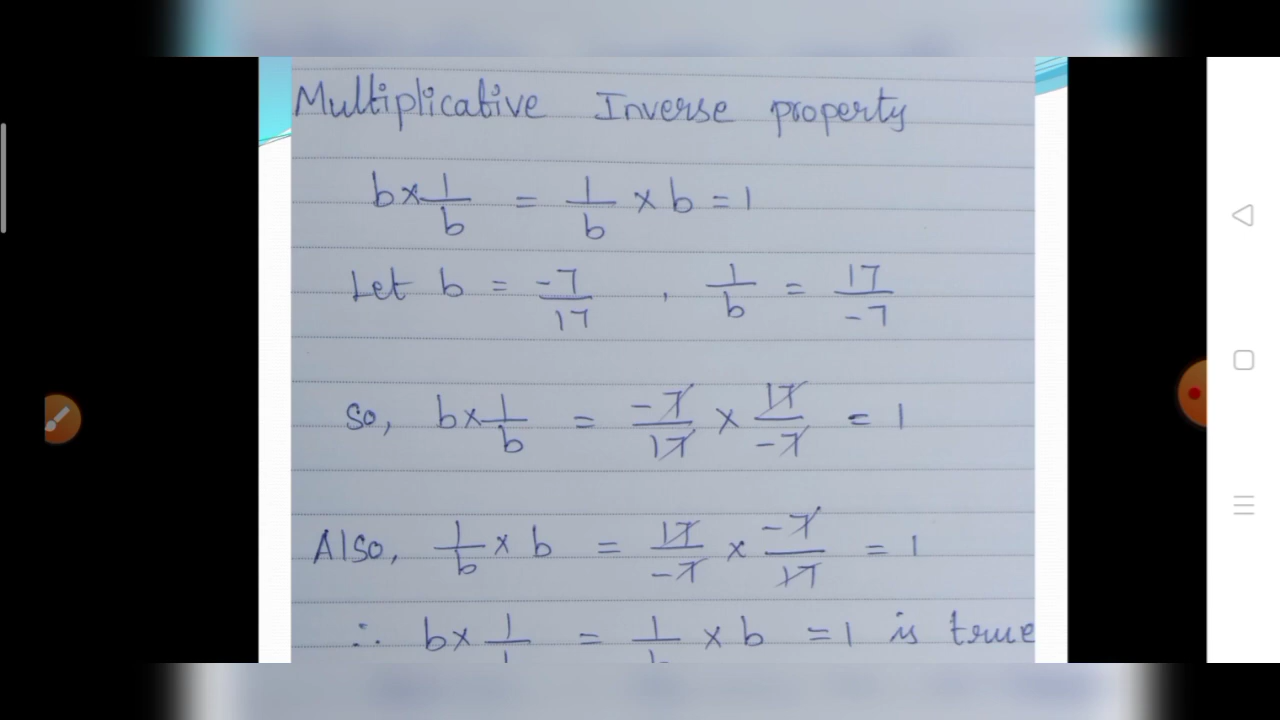 Multiplicative Inverse property
b × 1/b = 1/b × b = 1
Let b = -7/17 , 1/b = 17/-7
So, b × 1/b = -7/17 × 17/-7 = 1
Also, 1/b × b = 17/-7 × -7/17 = 1
∴ b × 1/b = 1/b × b = 1 is true